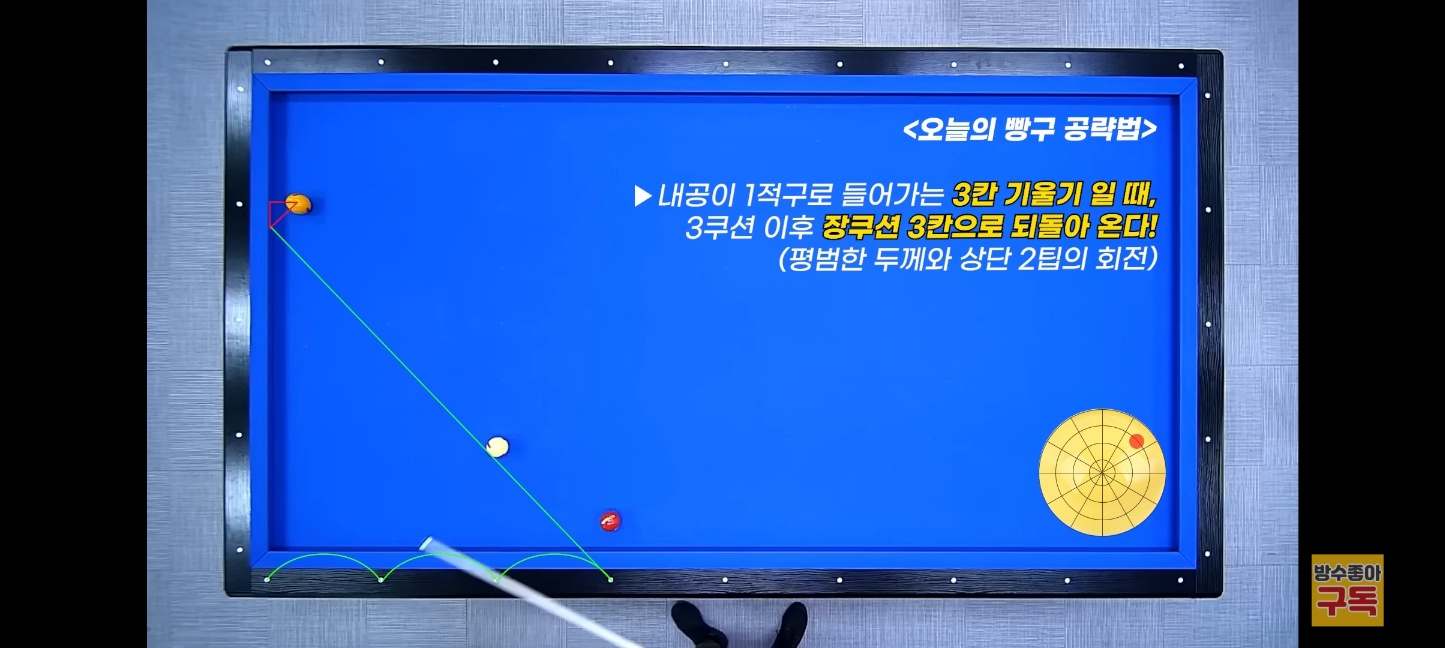 <오늘의 빵구 공략법>
▶내공이 1적구로 들어가는 3칸 기울기 일 때,
3쿠션 이후 장쿠션 3칸으로 되돌아 온다!
(평범한 두께와 상단 2팁의 회전)
방수좋아
구독